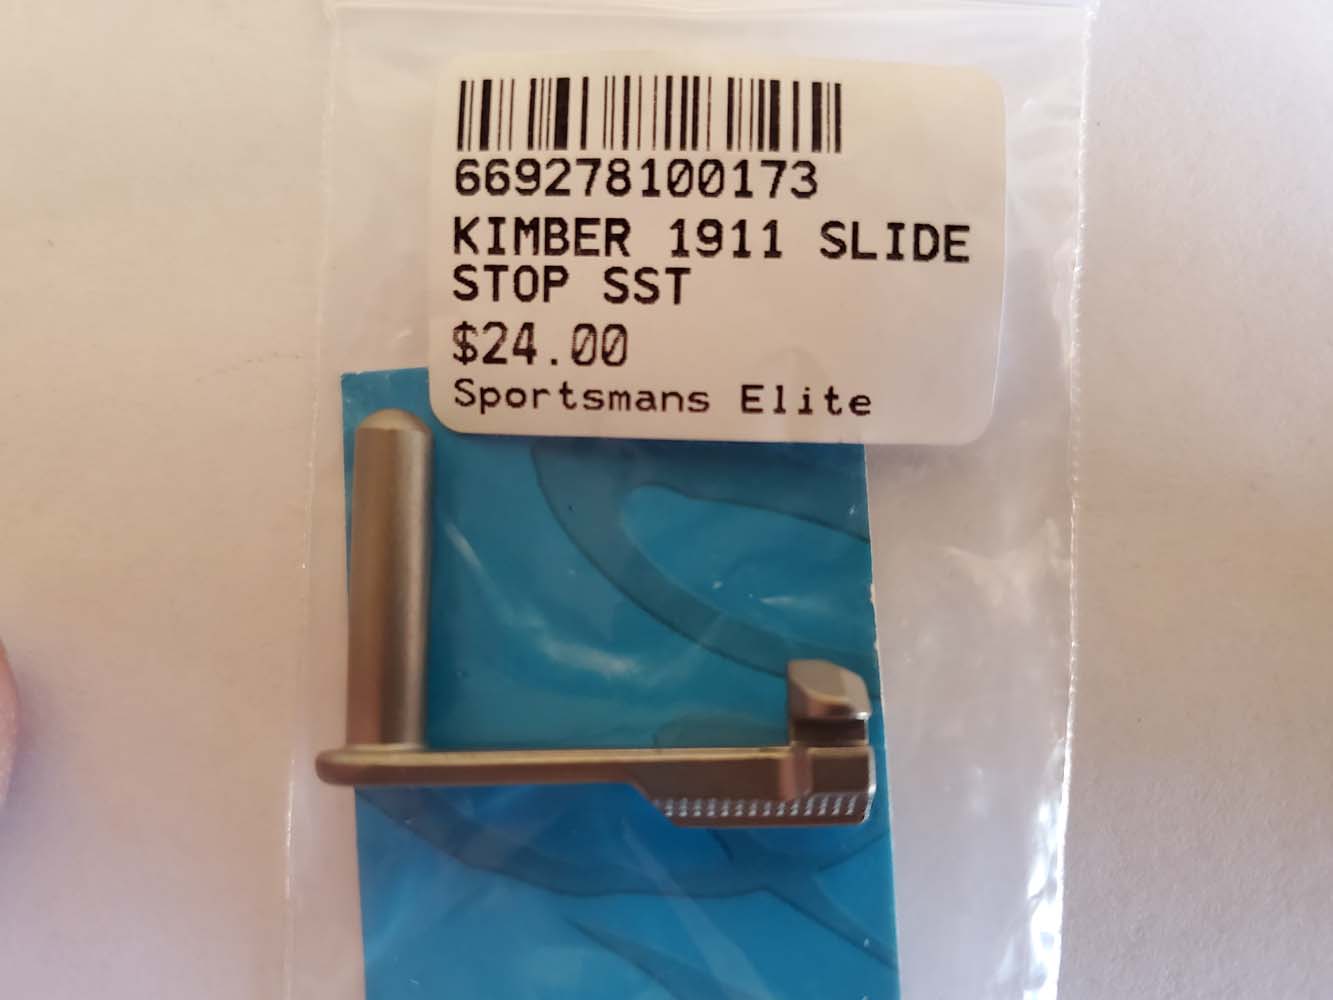 669278100173
KIMBER 1911 SLIDE
STOP SST
$24.00
Sportsmans Elite